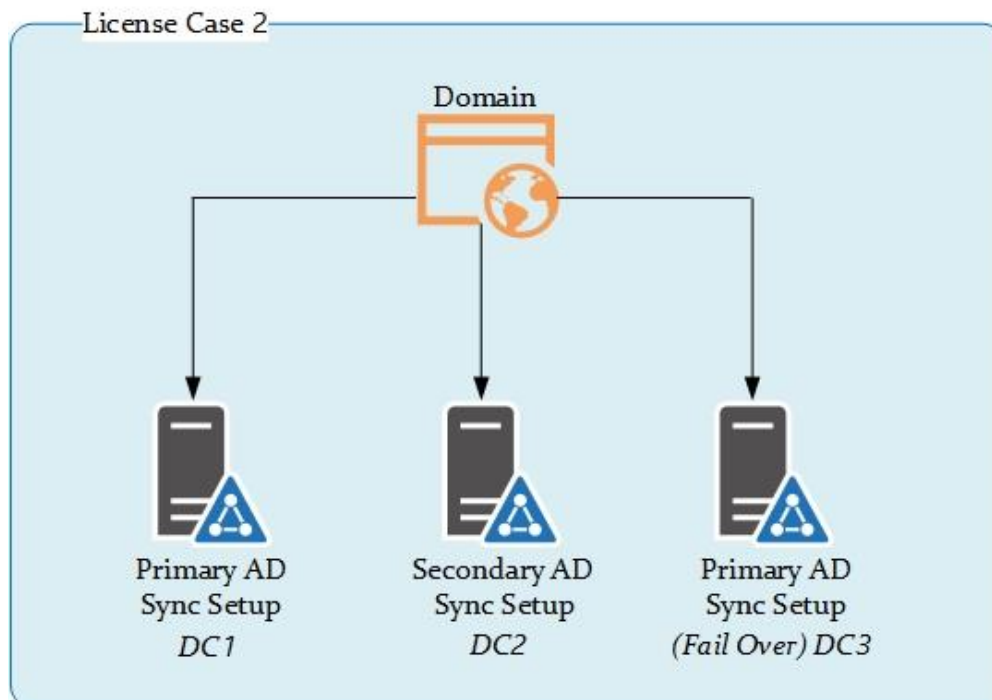 License Case 2
Domain
Primary AD
Sync Setup
DC1
Secondary AD
Sync Setup
DC2
Primary AD
Sync Setup
(Fail Over) DC3